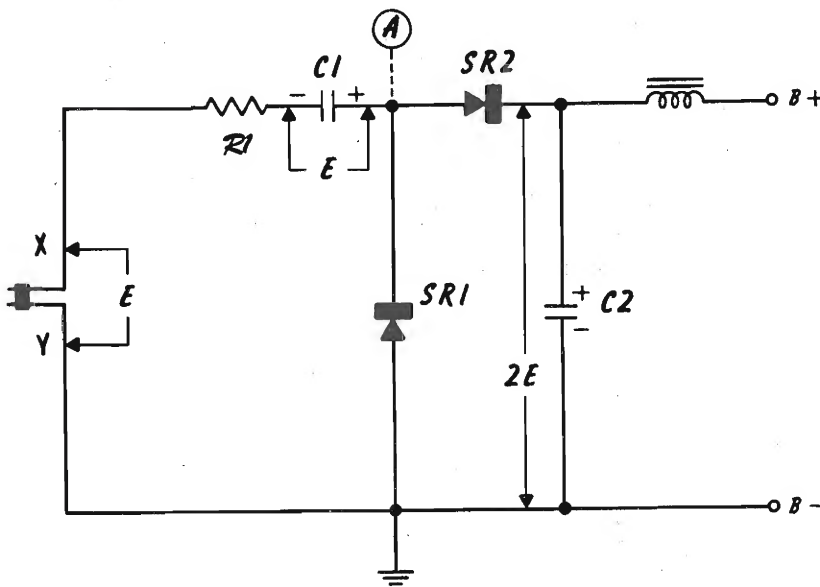 A
C1
SR2
- +
B+
R1
E
X
E
SR1
+
C2
Y
-
2E
B-